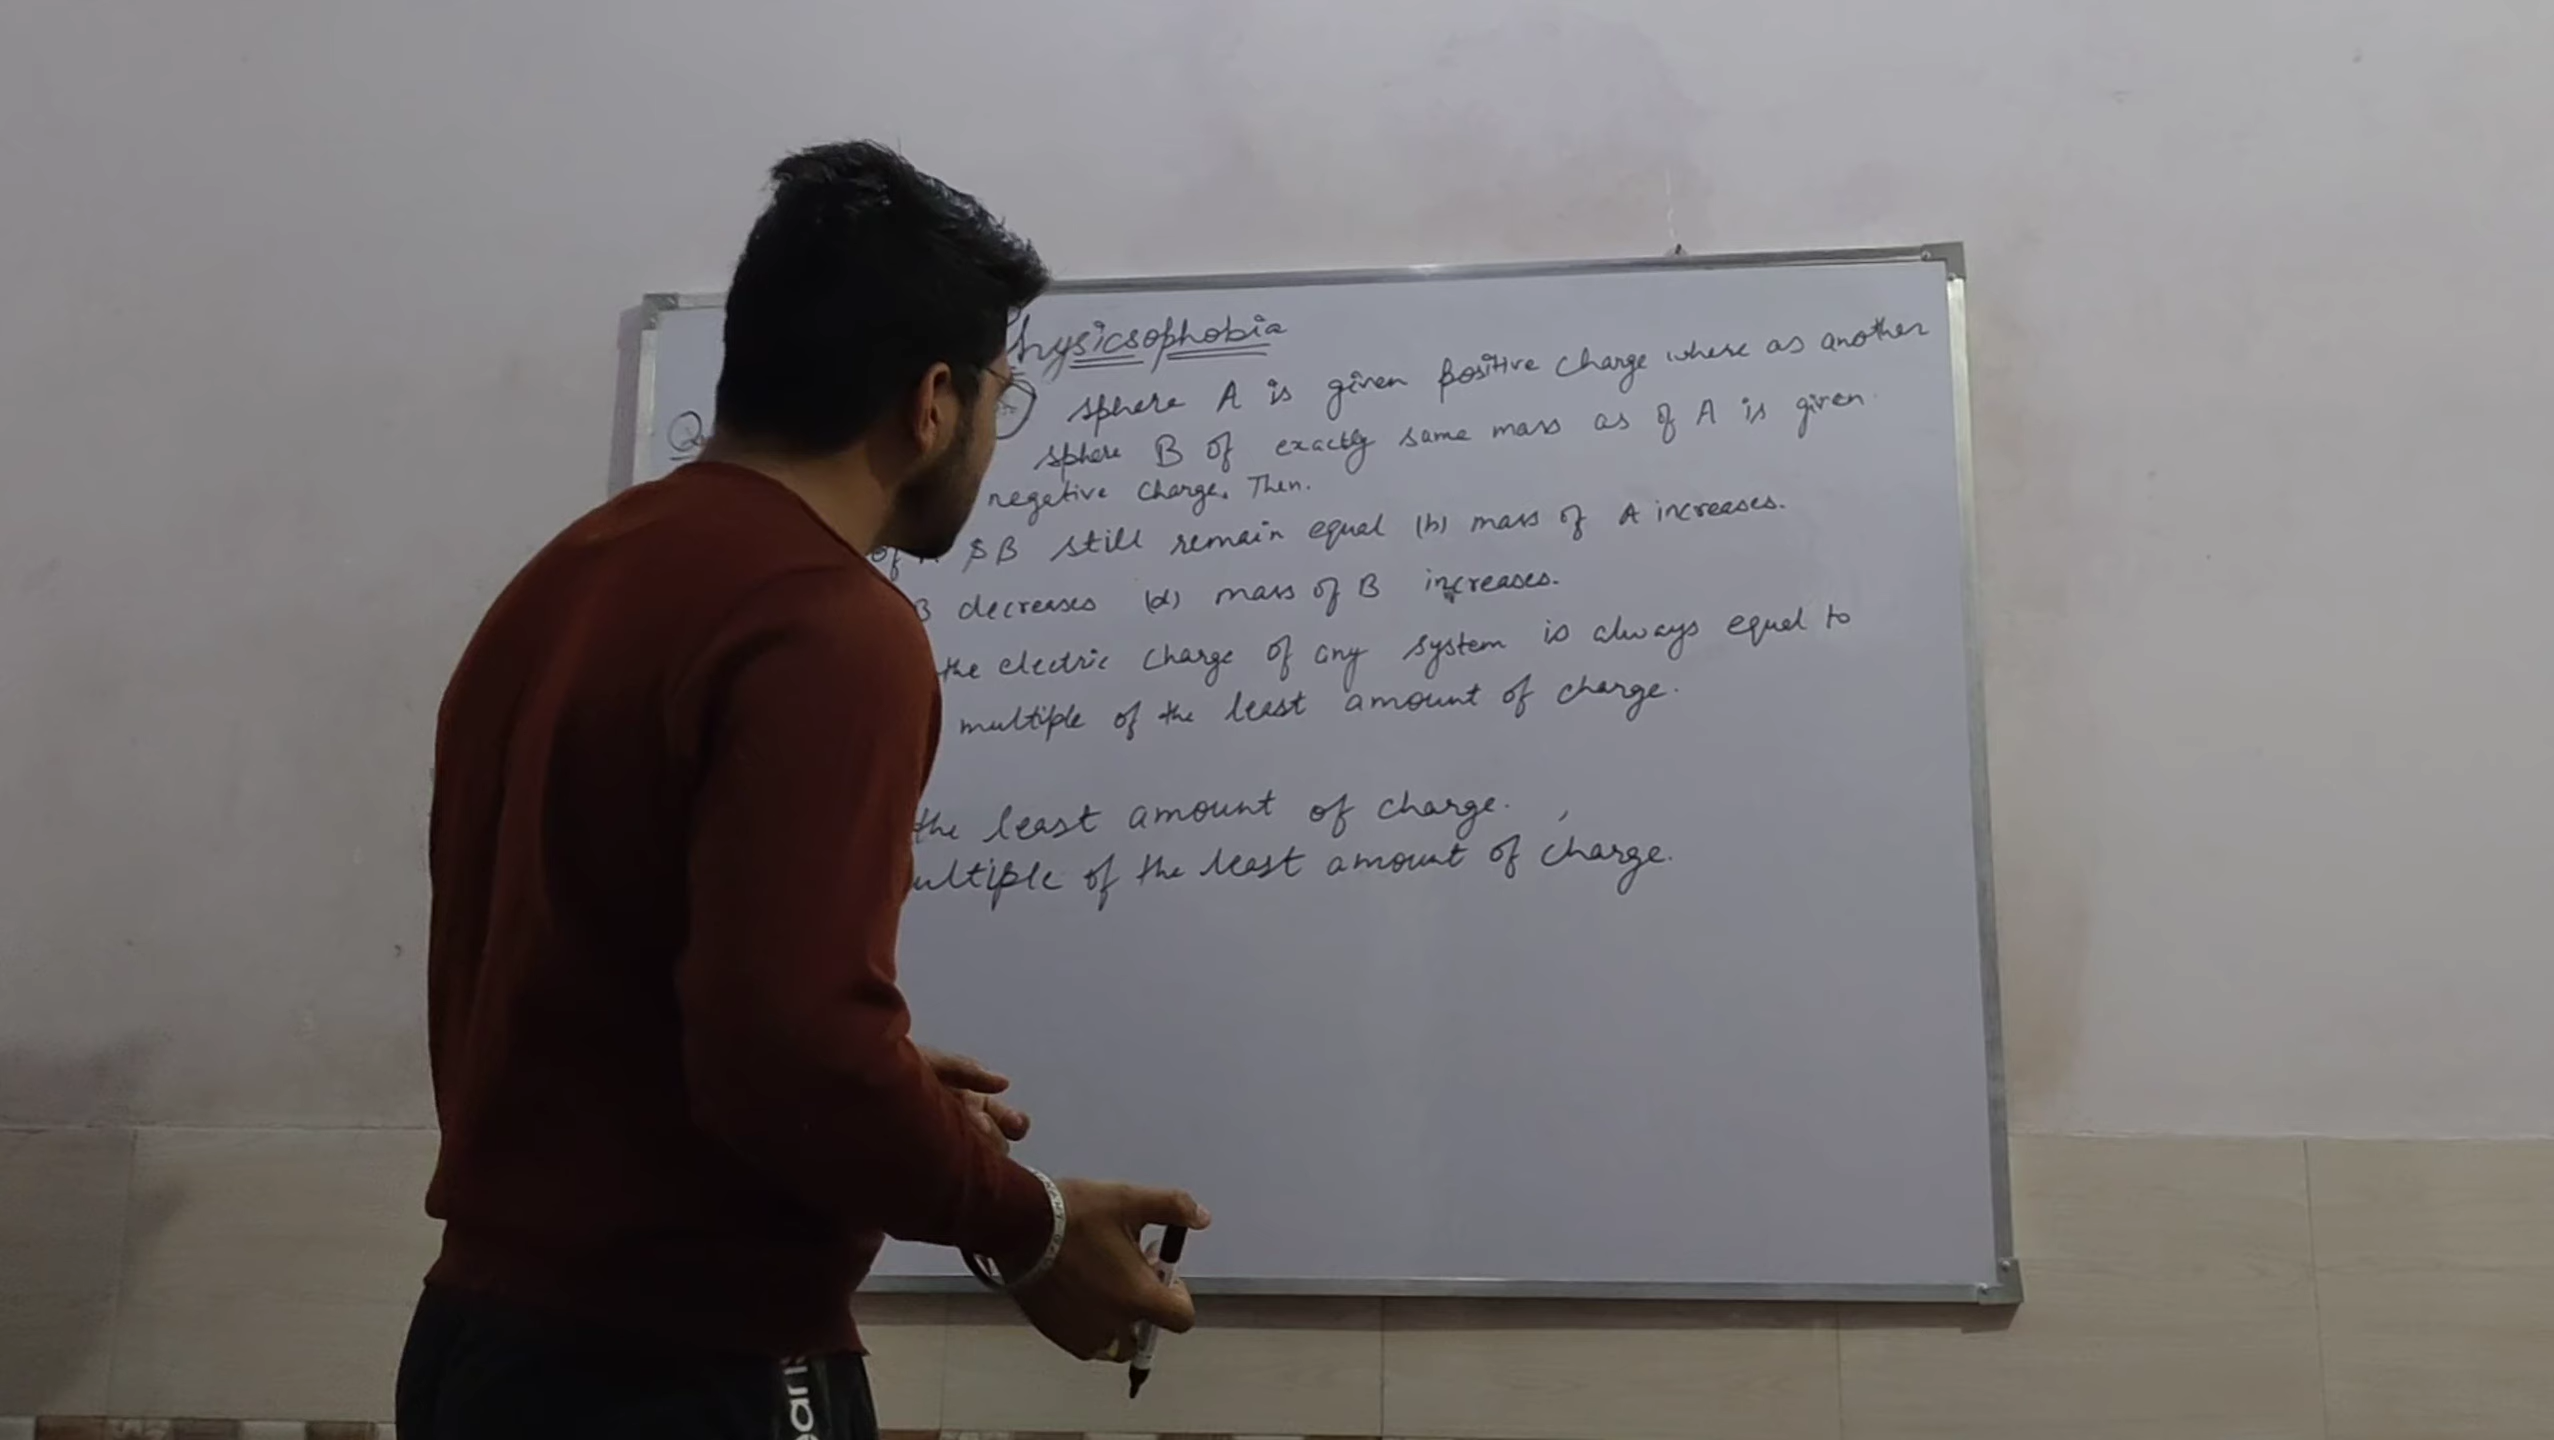 Physicsophobia
Q
sphere A is given positive charge where as another
sphere B of exactly same mass as of A is given
negative charge. Then.
of A & B still remain equal (b) mass of A increases.
B decreases (d) mass of B increases.
the electric charge of any system is always equal to
multiple of the least amount of charge.
the least amount of charge.
ultiple of the least amount of charge.